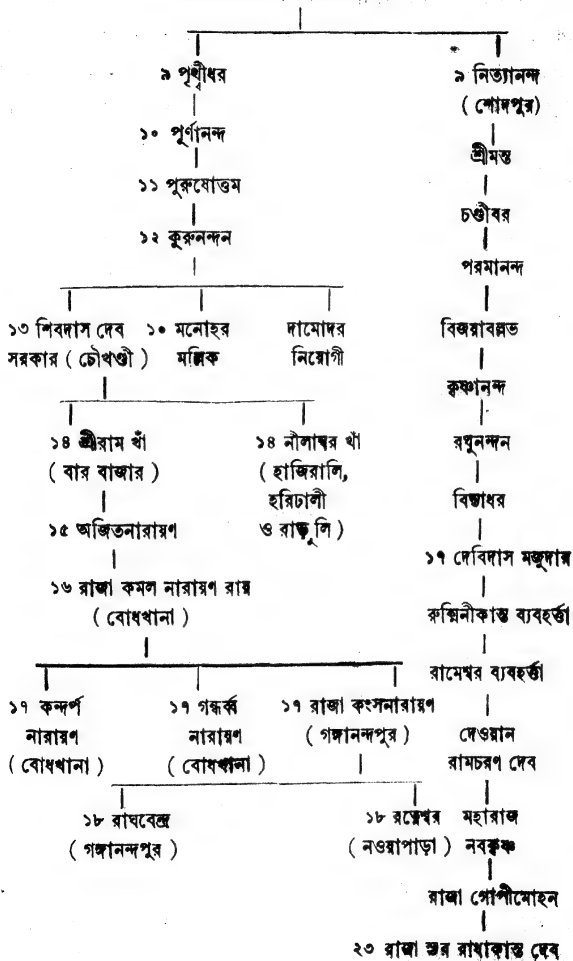 ৯ পৃথ্বীধর
১০ পূর্ণানন্দ
১১ পুরুষোত্তম
১২ কুরুনন্দন
১৩ শিবদাস দেব
সরকার ( চৌখণ্ডী )
১০ মনোহর
মল্লিক
দামোদর
নিয়োগী
১৪ শ্রীরাম খাঁ
( বার বাজার )
১৪ নীলাম্বর খাঁ
( হাজিরালি,
হরিঢালী
ও রাড়ুলি )
১৫ অজিতনারায়ণ
১৬ রাজা কমল নারায়ণ রায়
( বোধখানা )
১৭ কন্দর্প
নারায়ণ
( বোধখানা )
১৭ গন্ধর্ব্ব
নারায়ণ
( বোধখানা )
১৭ রাজা কংসনারায়ণ
( গঙ্গানন্দপুর )
১৮ রাঘবেন্দ্র
( গঙ্গানন্দপুর )
১৮ রত্নেশ্বর
( নওয়াপাড়া )
৯ নিত্যানন্দ
( শোদপুর )
শ্রীমন্ত
চণ্ডীবর
পরমানন্দ
বিজয়াবল্লভ
কৃষ্ণানন্দ
রঘুনন্দন
বিদ্যাধর
১৭ দেবিদাস মজুদার
রুক্মিনীকান্ত ব্যবহর্ত্তা
রামেশ্বর ব্যবহর্ত্তা
দেওয়ান
রামচরণ দেব
মহারাজ
নবকৃষ্ণ
রাজা গোপীমোহন
২৩ রাজা স্তর রাধাকান্ত দেব